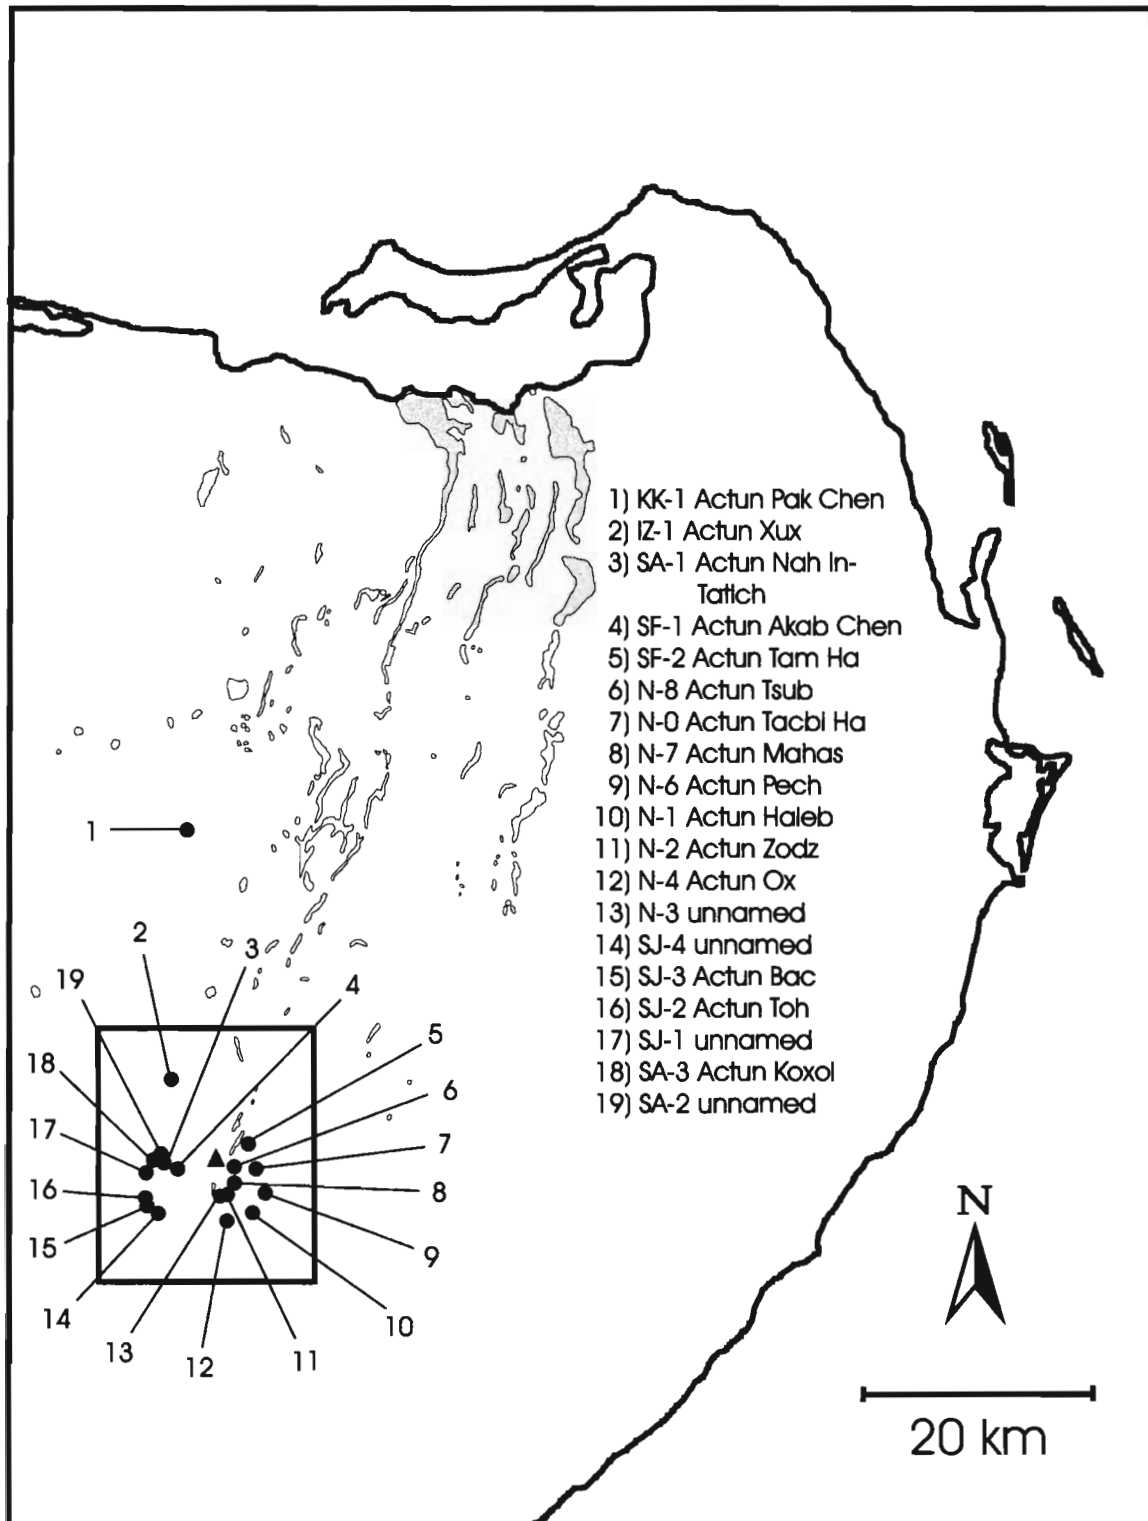 1) KK-1 Actun Pak Chen
2) IZ-1 Actun Xux
3) SA-1 Actun Nah In-
Tatich
4) SF-1 Actun Akab Chen
5) SF-2 Actun Tam Ha
6) N-8 Actun Tsub
7) N-0 Actun Tacbi Ha
8) N-7 Actun Mahas
9) N-6 Actun Pech
10) N-1 Actun Haleb
11) N-2 Actun Zodz
12) N-4 Actun Ox
13) N-3 unnamed
14) SJ-4 unnamed
15) SJ-3 Actun Bac
16) SJ-2 Actun Toh
17) SJ-1 unnamed
18) SA-3 Actun Koxol
19) SA-2 unnamed
1
2
3
19
4
5
18
6
17
7
16
8
15
9
14
10
13
12
11
N
20 km